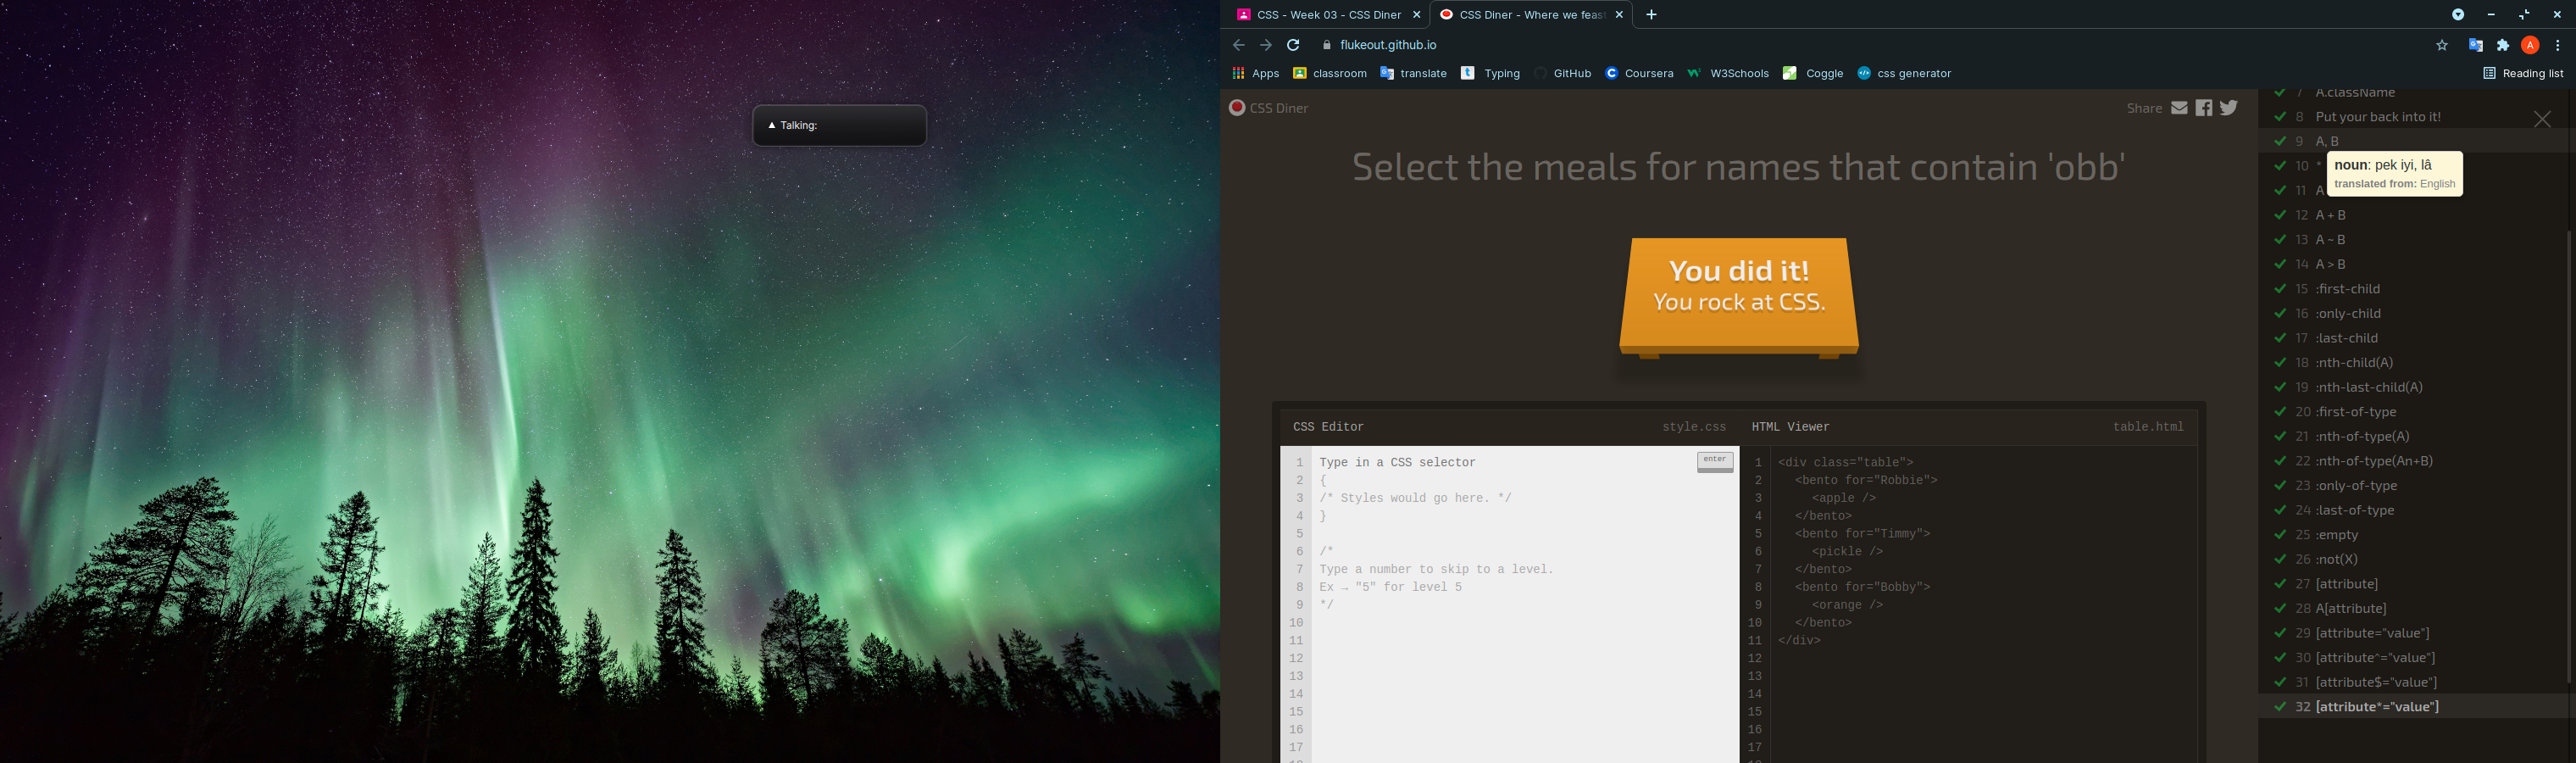 Talking:
CSS - Week 03 - CSS Diner
CSS Diner - Where we feast
flukeout.github.io
A
Apps
classroom
translate
Typing
GitHub
Coursera
W3Schools
Coggle
css generator
Reading list
CSS Diner
Share
Select the meals for names that contain 'obb'
You did it!
You rock at CSS.
CSS Editor
style.css
HTML Viewer
table.html
enter
1 Type in a CSS selector
2 {
3 /* Styles would go here. */
4 }
5
6 /*
7 Type a number to skip to a level.
8 Ex → "5" for level 5
9 */
10
11
12
13
14
15
16
17
1 <div class="table">
2 <bento for="Robbie">
3 <apple />
4 </bento>
5 <bento for="Timmy">
6 <pickle />
7 </bento>
8 <bento for="Bobby">
9 <orange />
10 </bento>
11 </div>
12
13
14
15
16
17
7 A.className
8 Put your back into it!
9 A, B
noun: pek iyi, lâ
translated from: English
10 *
11 A
12 A + B
13 A ~ B
14 A > B
15 :first-child
16 :only-child
17 :last-child
18 :nth-child(A)
19 :nth-last-child(A)
20 :first-of-type
21 :nth-of-type(A)
22 :nth-of-type(An+B)
23 :only-of-type
24 :last-of-type
25 :empty
26 :not(X)
27 [attribute]
28 A[attribute]
29 [attribute="value"]
30 [attribute^="value"]
31 [attribute$="value"]
32 [attribute*="value"]